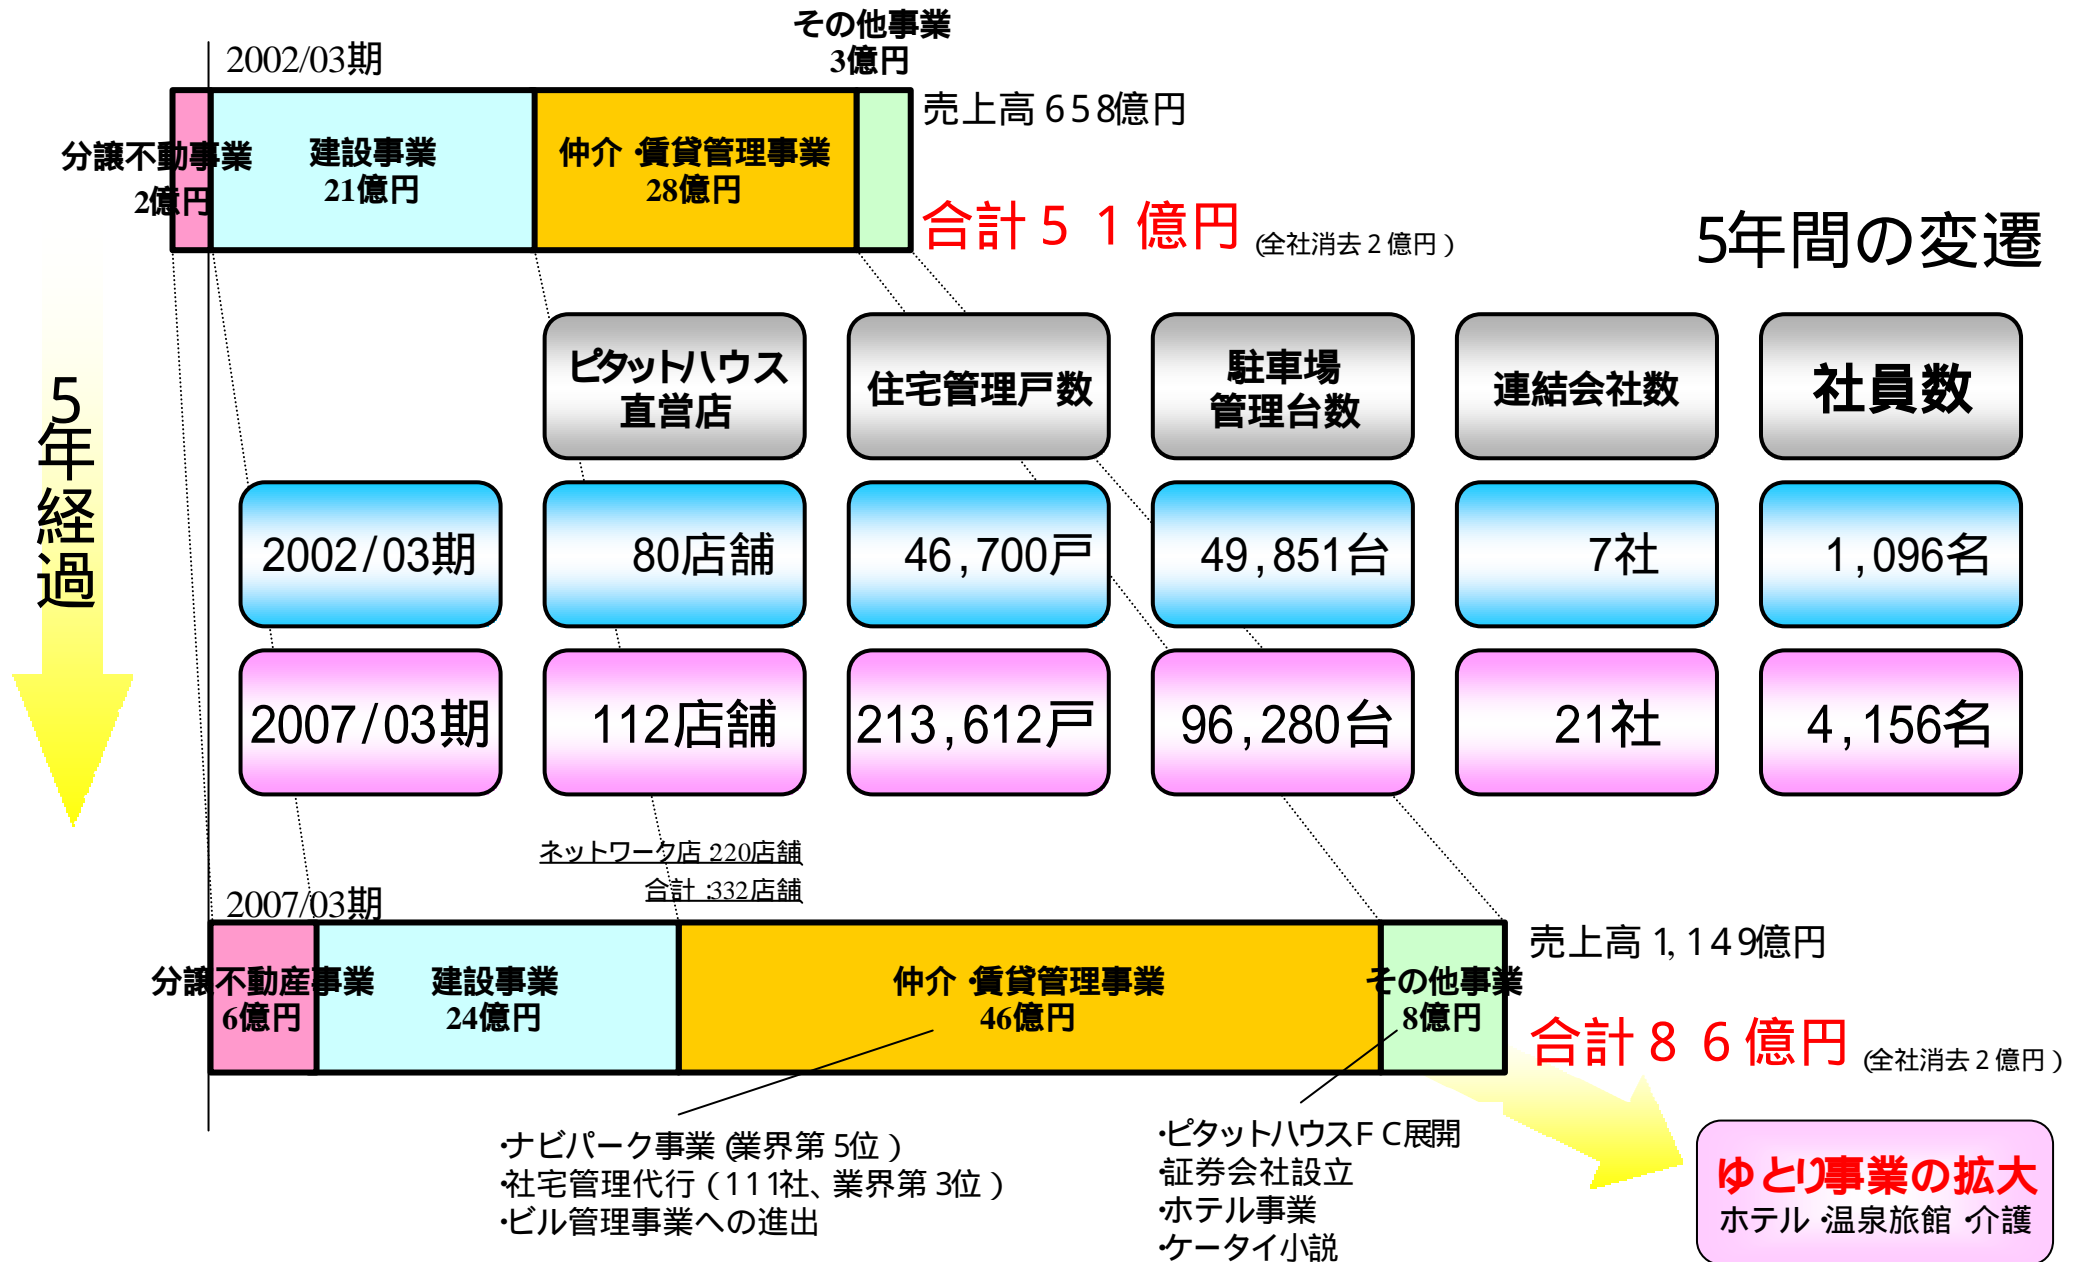 その他事業
3億円
2002/03期
売上高658億円
分譲不動事業
2億円
建設事業
21億円
仲介・賃貸管理事業
28億円
合計51億円 (全社消去2億円)
5年間の変遷
5年経過
ピタットハウス
直営店
住宅管理戸数
駐車場
管理台数
連結会社数
社員数
2002/03期
80店舗
46,700戸
49,851台
7社
1,096名
2007/03期
112店舗
213,612戸
96,280台
21社
4,156名
ネットワーク店:220店舗
合計:332店舗
2007/03期
売上高1,149億円
分譲不動産事業
6億円
建設事業
24億円
仲介・賃貸管理事業
46億円
その他事業
8億円
合計86億円 (全社消去2億円)
・ナビパーク事業(業界第5位)
・社宅管理代行(111社、業界第3位)
・ビル管理事業への進出
・ピタットハウスFC展開
・証券会社設立
・ホテル事業
・ケータイ小説
ゆとり事業の拡大
ホテル・温泉旅館・介護